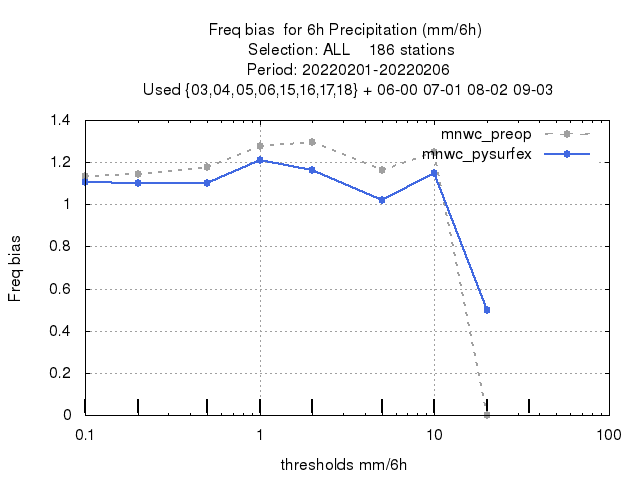 Freq bias for 6h Precipitation (mm/6h)
Selection: ALL 186 stations
Period: 20220201-20220206
Used {03,04,05,06,15,16,17,18} + 06-00 07-01 08-02 09-03
mnwc_preop
mnwc_pysurfex
1.4
1.2
1
0.8
0.6
0.4
0.2
0
Freq bias
0.1 1 10 100
thresholds mm/6h